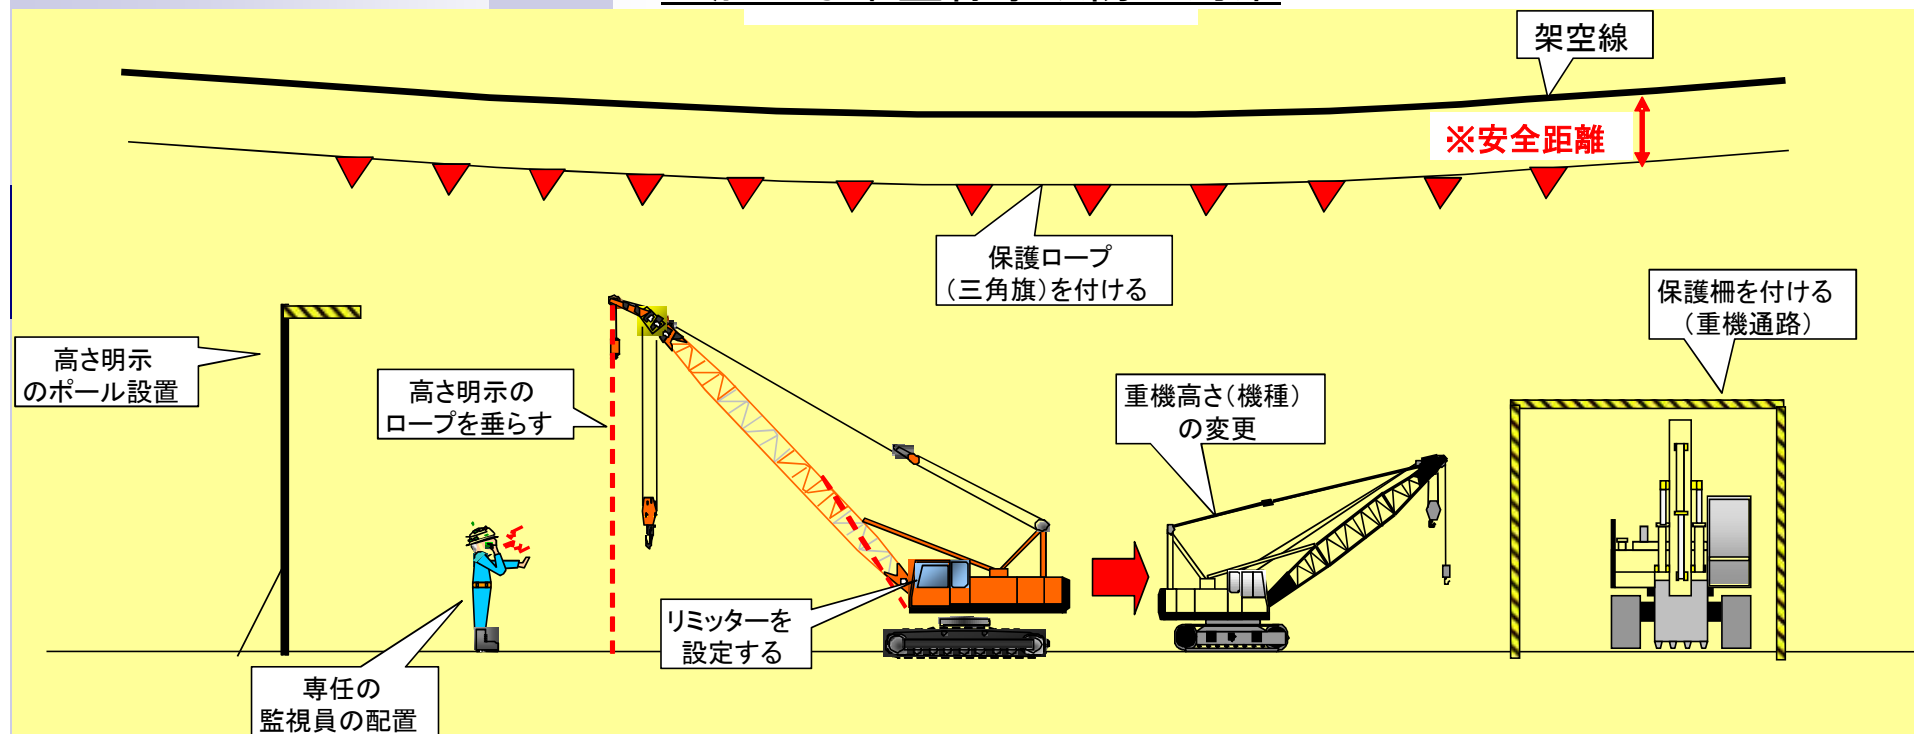 架空線
※安全距離
保護ロープ
（三角旗）を付ける
保護柵を付ける
（重機通路）
高さ明示
のポール設置
高さ明示の
ロープを垂らす
重機高さ（機種）
の変更
リミッターを
設定する
専任の
監視員の配置